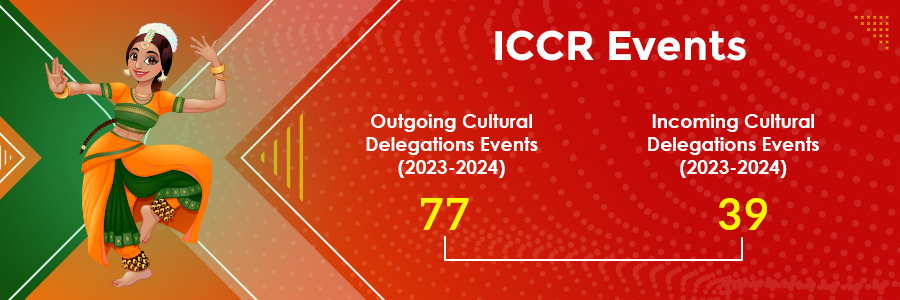 ICCR Events
Outgoing Cultural
Delegations Events
(2023-2024)
77
Incoming Cultural
Delegations Events
(2023-2024)
39